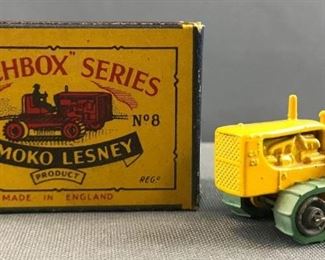 CHBOX" SERIES
Nº8
MOKO LESNEY
PRODUCT
REGD
MADE IN ENGLAND